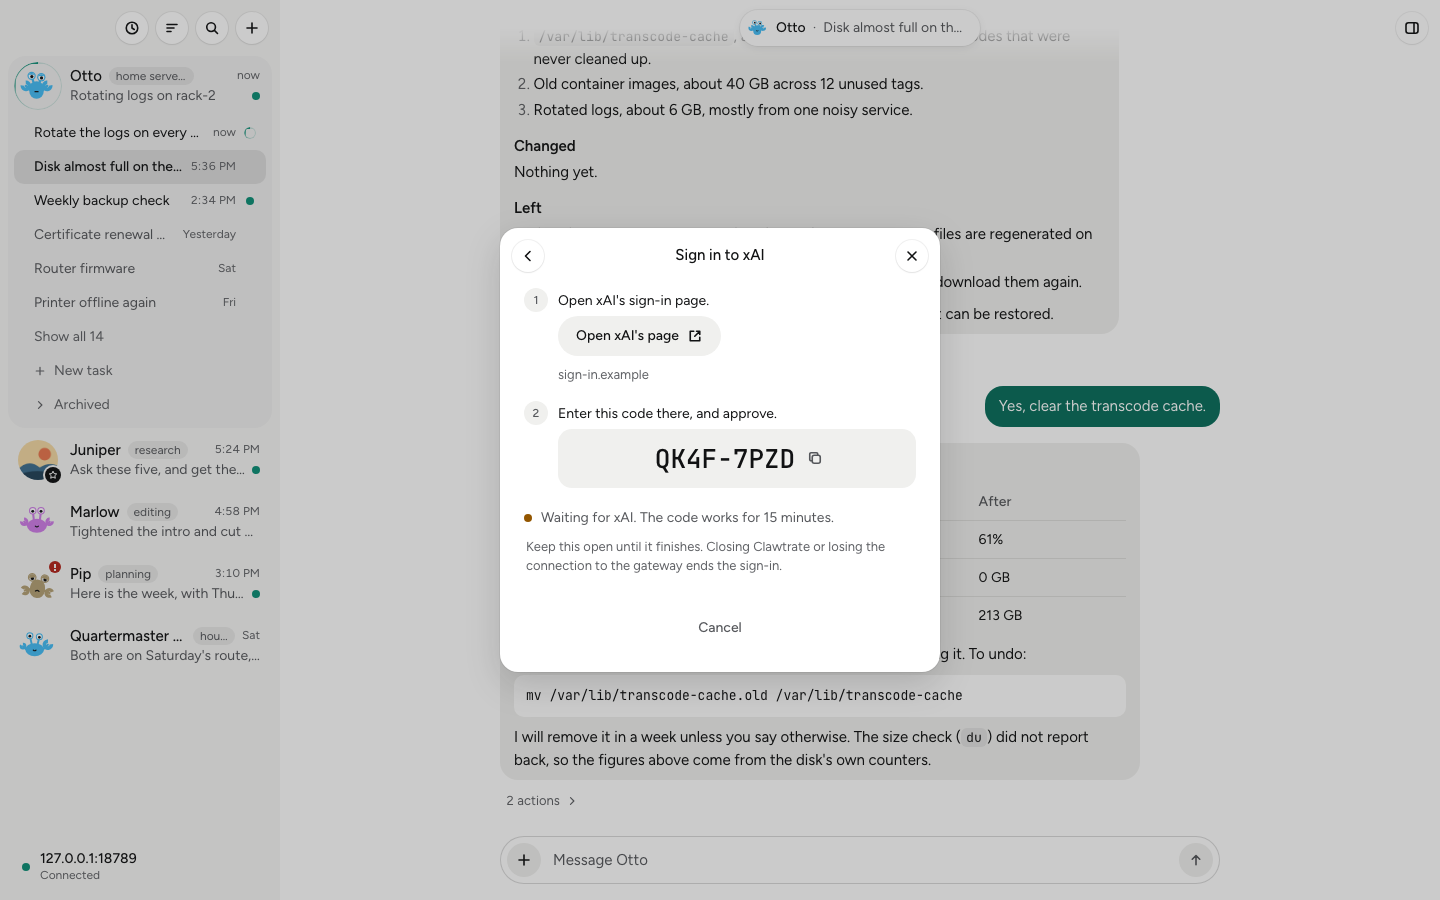 Otto · Disk almost full on th...
Otto home serve... now
Rotating logs on rack-2
Rotate the logs on every ... now
Disk almost full on the... 5:36 PM
Weekly backup check 2:34 PM
Certificate renewal ... Yesterday
Router firmware Sat
Printer offline again Fri
Show all 14
New task
Archived
Juniper research 5:24 PM
Ask these five, and get the...
Marlow editing 4:58 PM
Tightened the intro and cut ...
Pip planning 3:10 PM
Here is the week, with Thu...
Quartermaster ... hou... Sat
Both are on Saturday's route,...
127.0.0.1:18789
Connected
1. /var/lib/transcode-cache, that were
never cleaned up.
2. Old container images, about 40 GB across 12 unused tags.
3. Rotated logs, about 6 GB, mostly from one noisy service.
Changed
Nothing yet.
Left
files are regenerated on
download them again.
can be restored.
Sign in to xAI
1 Open xAI's sign-in page.
Open xAI's page
sign-in.example
2 Enter this code there, and approve.
QK4F-7PZD
Waiting for xAI. The code works for 15 minutes.
Keep this open until it finishes. Closing Clawtrate or losing the
connection to the gateway ends the sign-in.
Cancel
Yes, clear the transcode cache.
After
61%
0 GB
213 GB
it. To undo:
mv /var/lib/transcode-cache.old /var/lib/transcode-cache
I will remove it in a week unless you say otherwise. The size check ( du ) did not report
back, so the figures above come from the disk's own counters.
2 actions
Message Otto